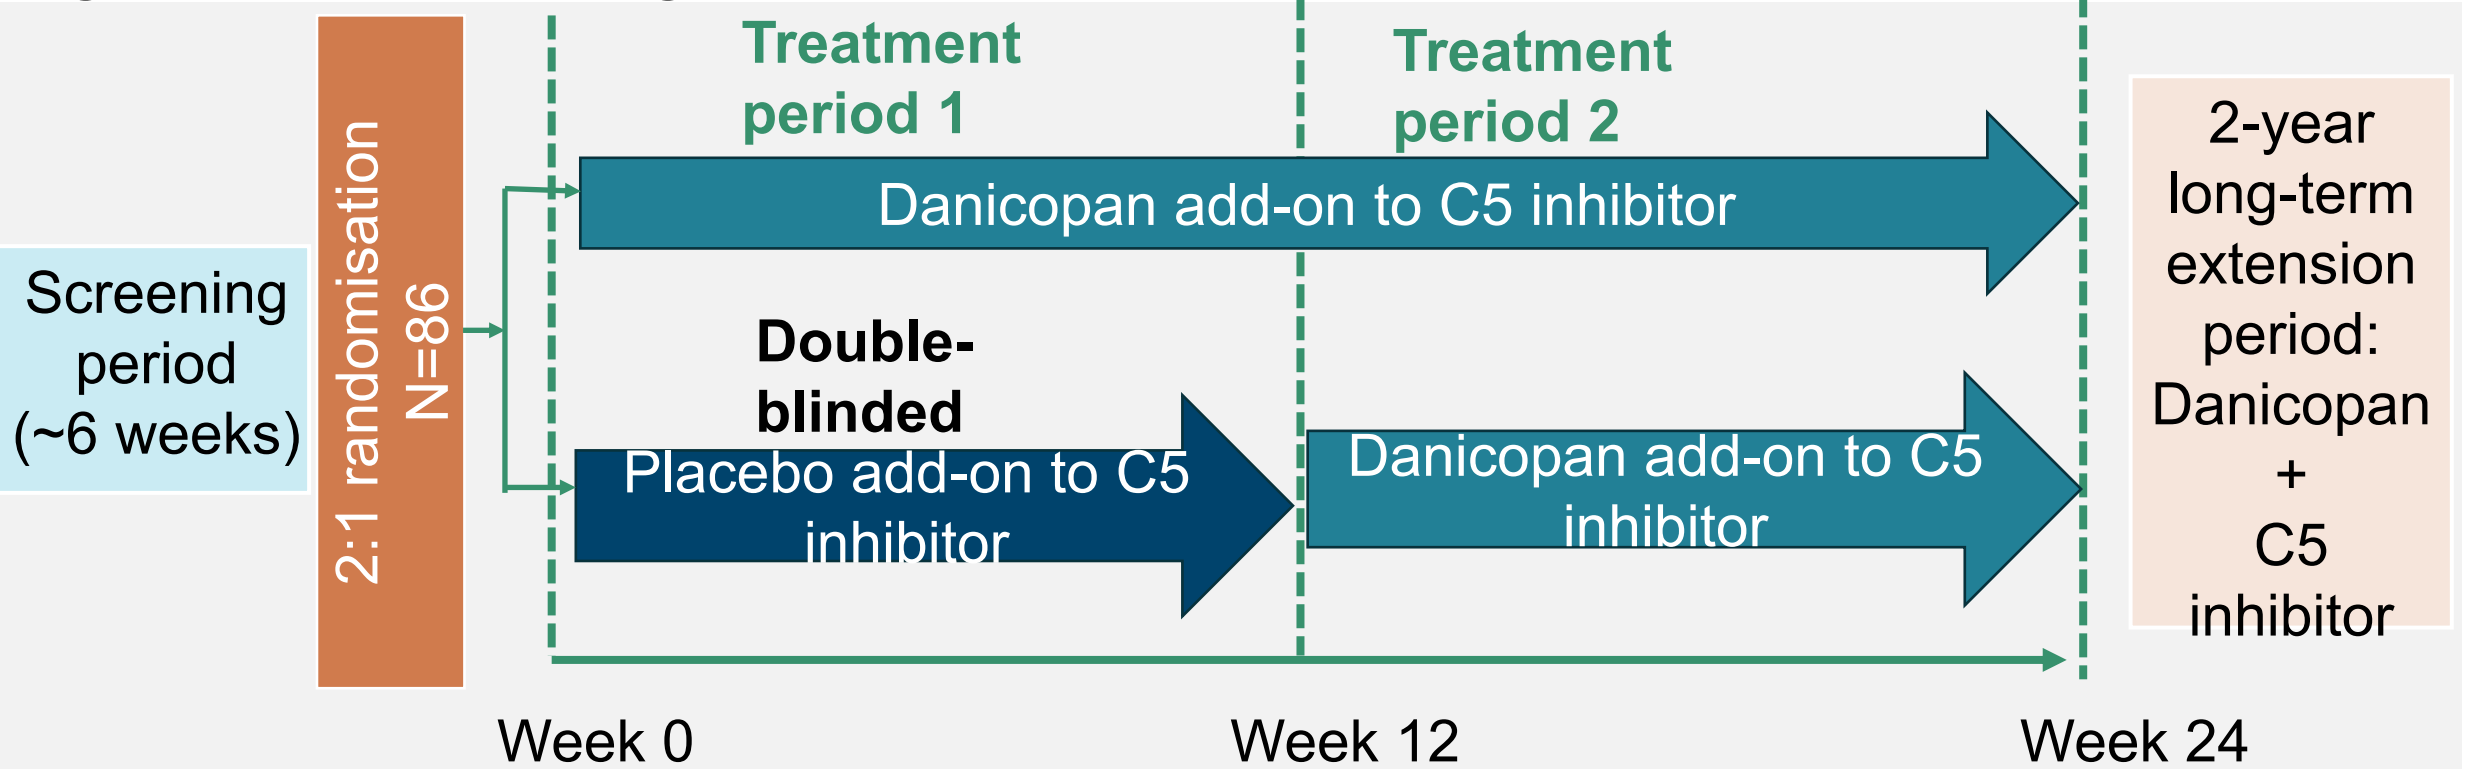 Screening
period
(~6 weeks)
2:1 randomisation
N=86
Treatment
period 1
Treatment
period 2
Danicopan add-on to C5 inhibitor
Double-
blinded
Placebo add-on to C5
inhibitor
Danicopan add-on to C5
inhibitor
2-year
long-term
extension
period:
Danicopan
+
C5
inhibitor
Week 0
Week 12
Week 24